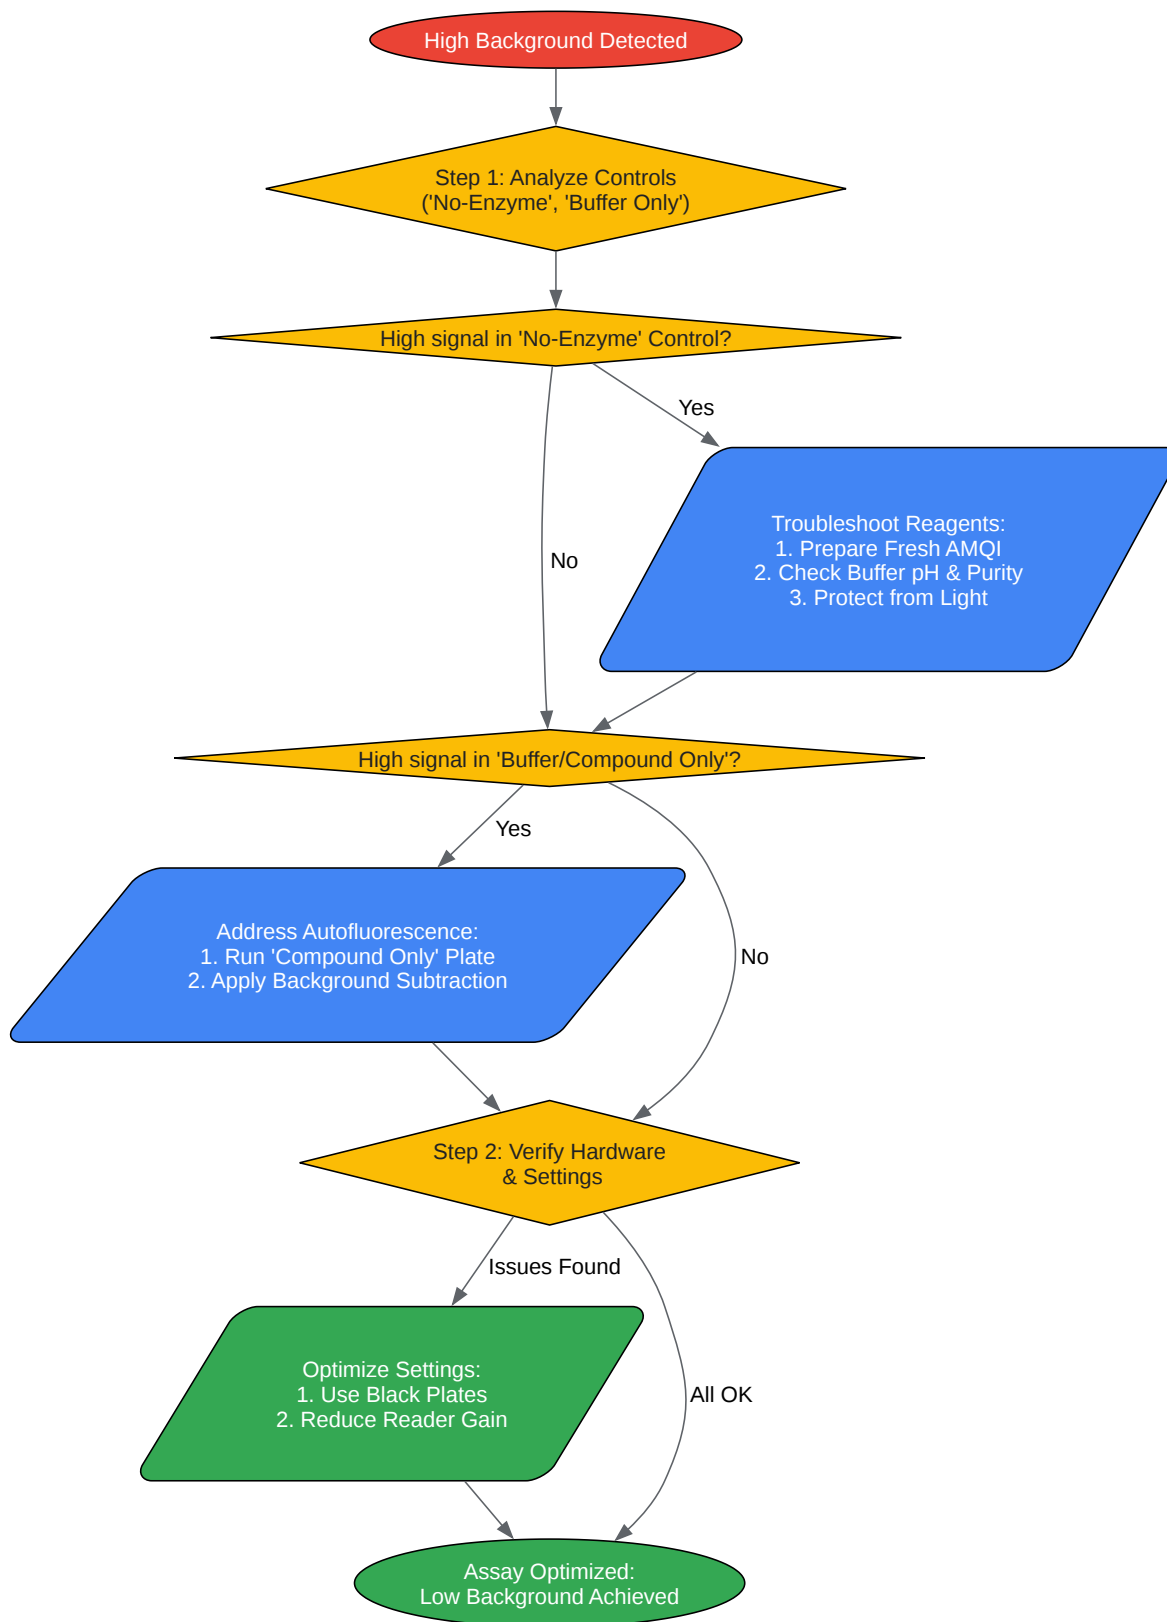 High Background Detected
Step 1: Analyze Controls
('No-Enzyme', 'Buffer Only')
High signal in 'No-Enzyme' Control?
Yes
No
Troubleshoot Reagents:
1. Prepare Fresh AMQI
2. Check Buffer pH & Purity
3. Protect from Light
High signal in 'Buffer/Compound Only'?
Yes
No
Address Autofluorescence:
1. Run 'Compound Only' Plate
2. Apply Background Subtraction
Step 2: Verify Hardware
& Settings
Issues Found
All OK
Optimize Settings:
1. Use Black Plates
2. Reduce Reader Gain
Assay Optimized:
Low Background Achieved